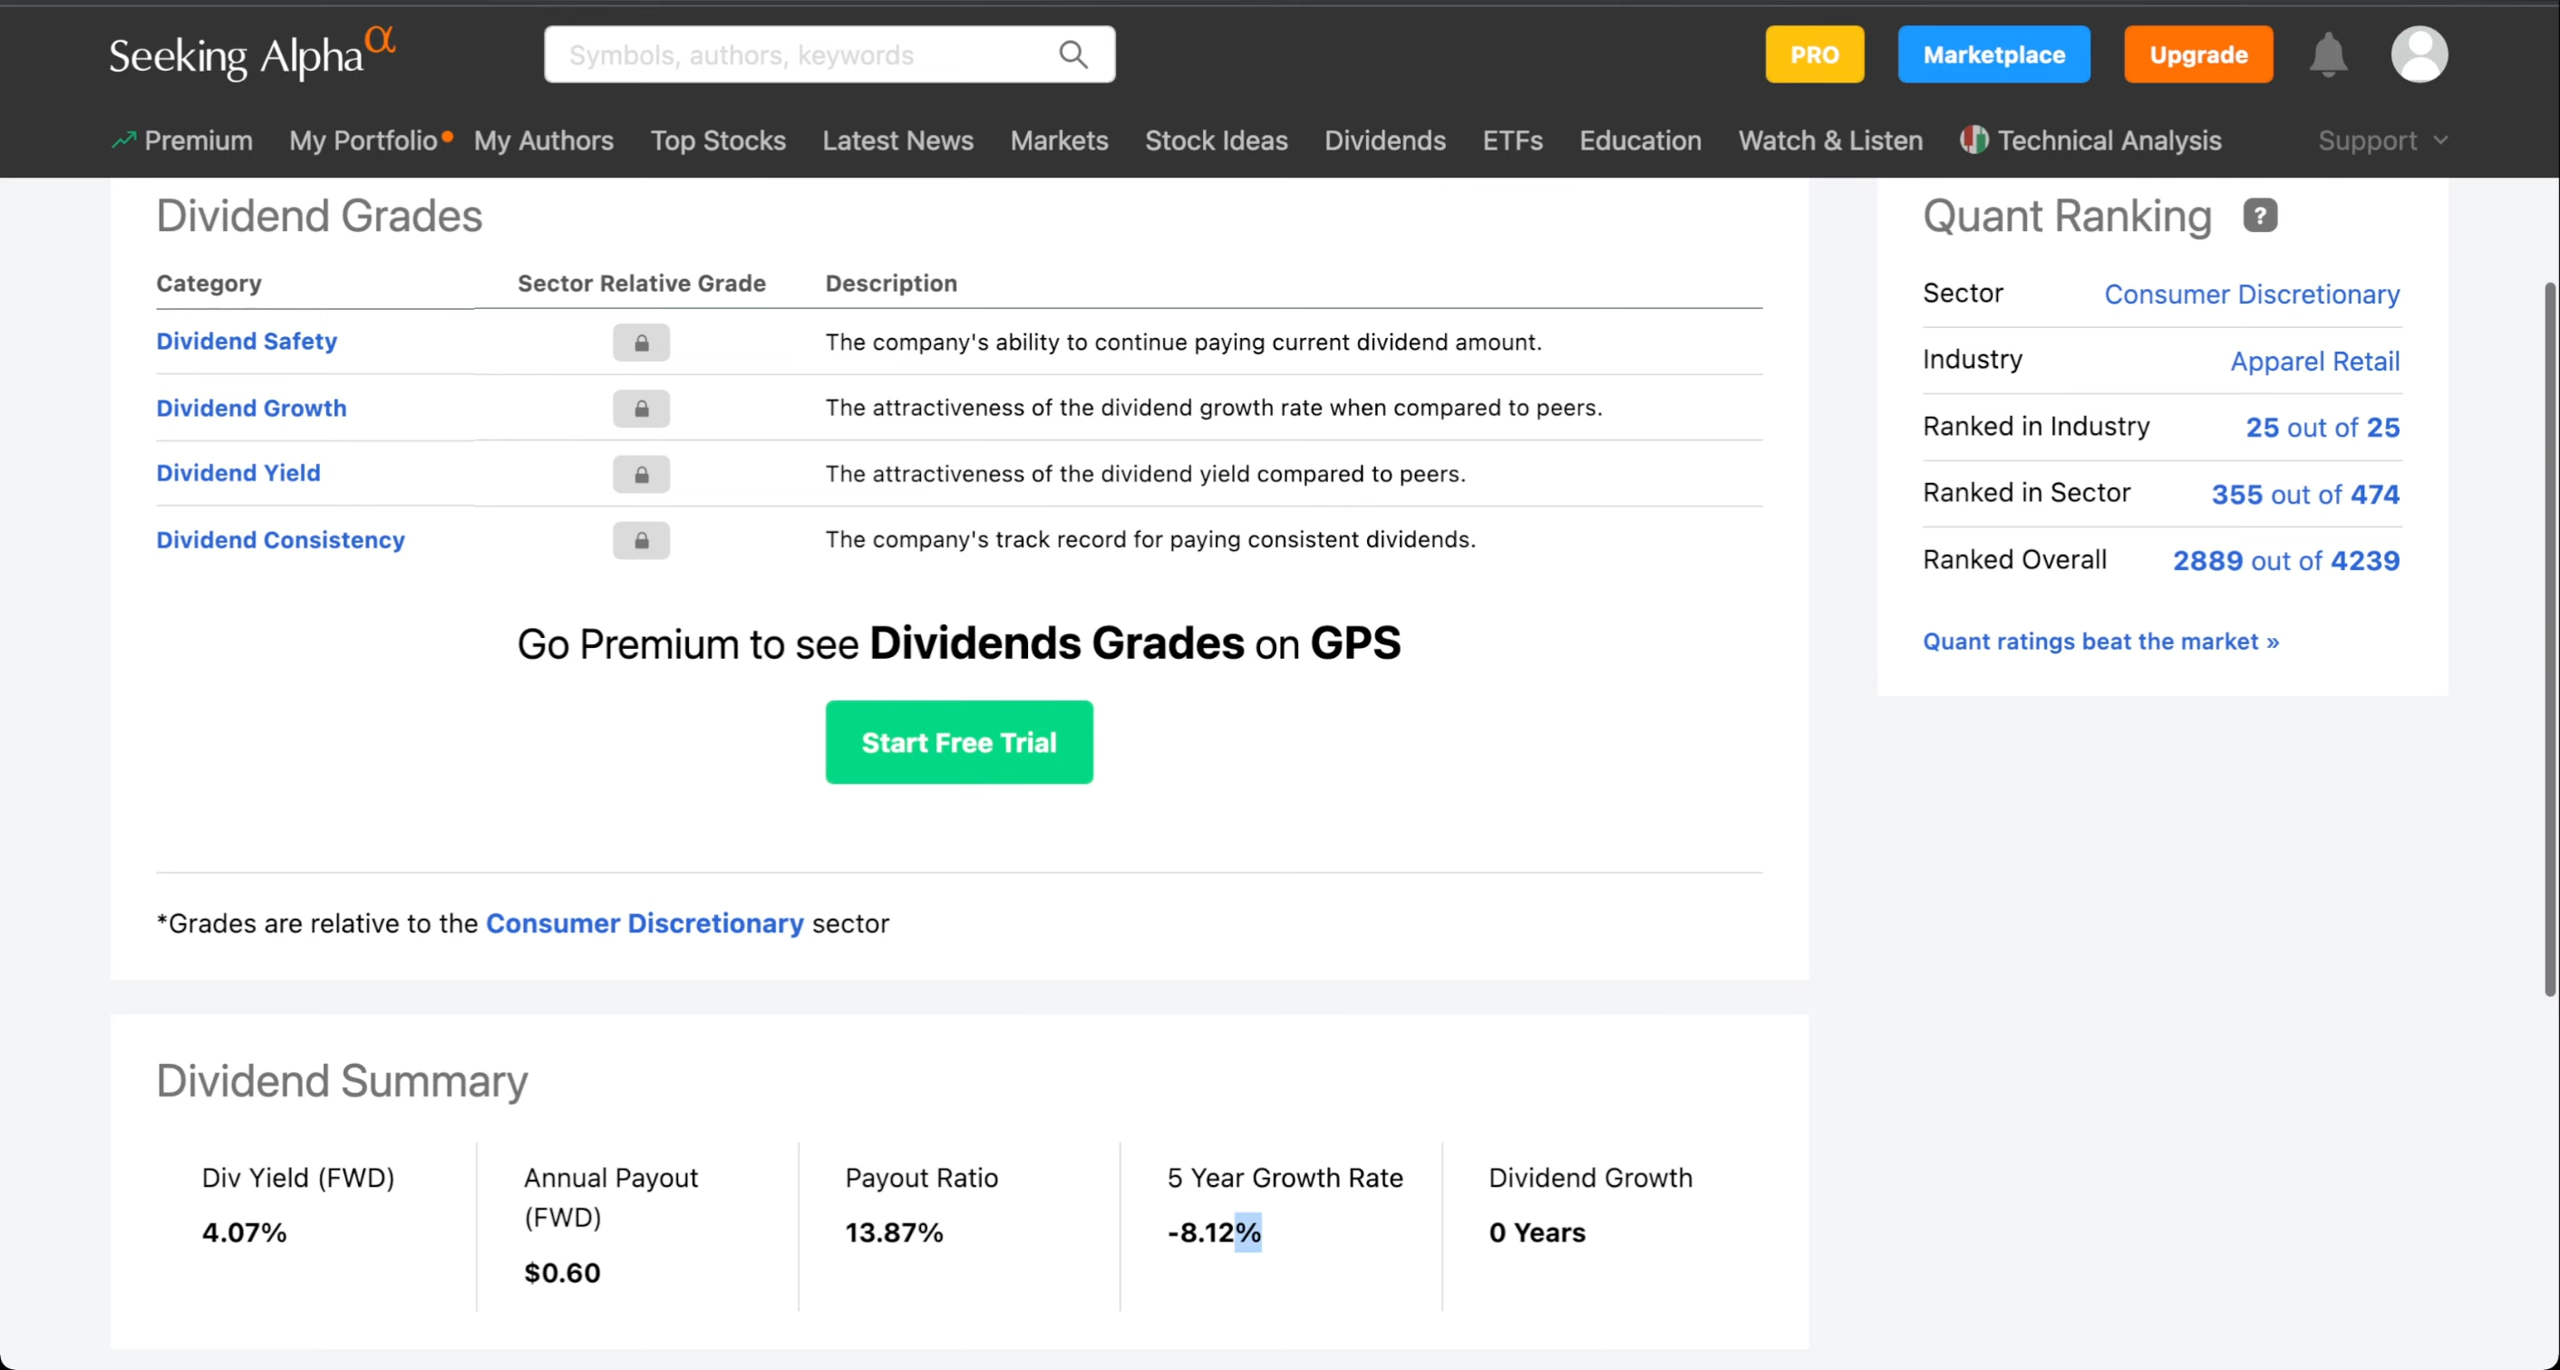 Seeking Alpha α
Symbols, authors, keywords
PRO
Marketplace
Upgrade
Premium My Portfolio My Authors Top Stocks Latest News Markets Stock Ideas Dividends ETFs Education Watch & Listen Technical Analysis Support
Dividend Grades
Category Sector Relative Grade Description
Dividend Safety The company's ability to continue paying current dividend amount.
Dividend Growth The attractiveness of the dividend growth rate when compared to peers.
Dividend Yield The attractiveness of the dividend yield compared to peers.
Dividend Consistency The company's track record for paying consistent dividends.
Go Premium to see Dividends Grades on GPS
Start Free Trial
*Grades are relative to the Consumer Discretionary sector
Quant Ranking ?
Sector Consumer Discretionary
Industry Apparel Retail
Ranked in Industry 25 out of 25
Ranked in Sector 355 out of 474
Ranked Overall 2889 out of 4239
Quant ratings beat the market »
Dividend Summary
Div Yield (FWD)
4.07%
Annual Payout
(FWD)
$0.60
Payout Ratio
13.87%
5 Year Growth Rate
-8.12%
Dividend Growth
0 Years